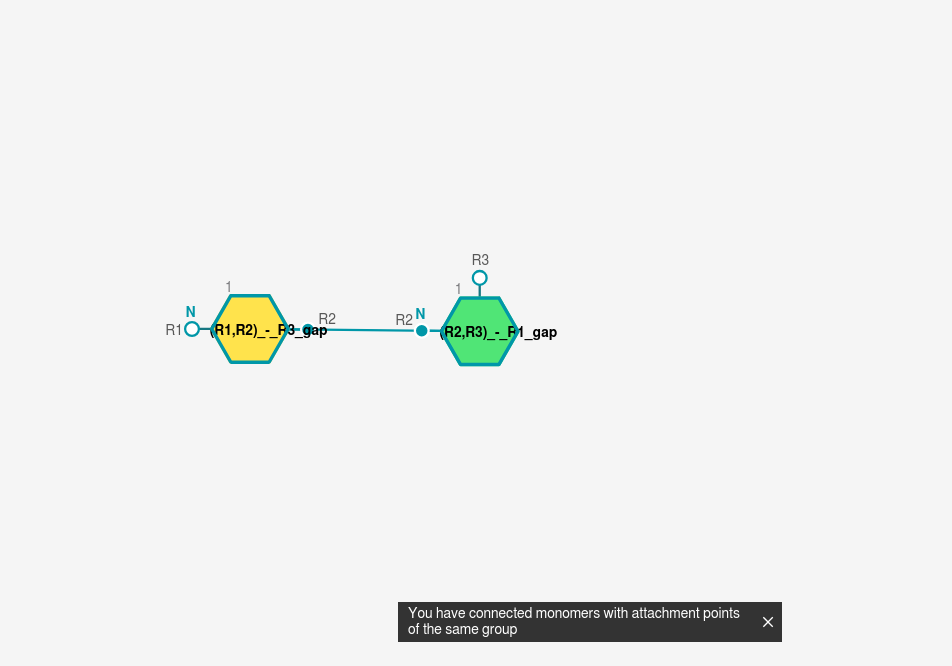 R3
1
1
N
N
R1
(R1,R2)_-_R3_gap
R2
R2
(R2,R3)_-_R1_gap
You have connected monomers with attachment points
of the same group